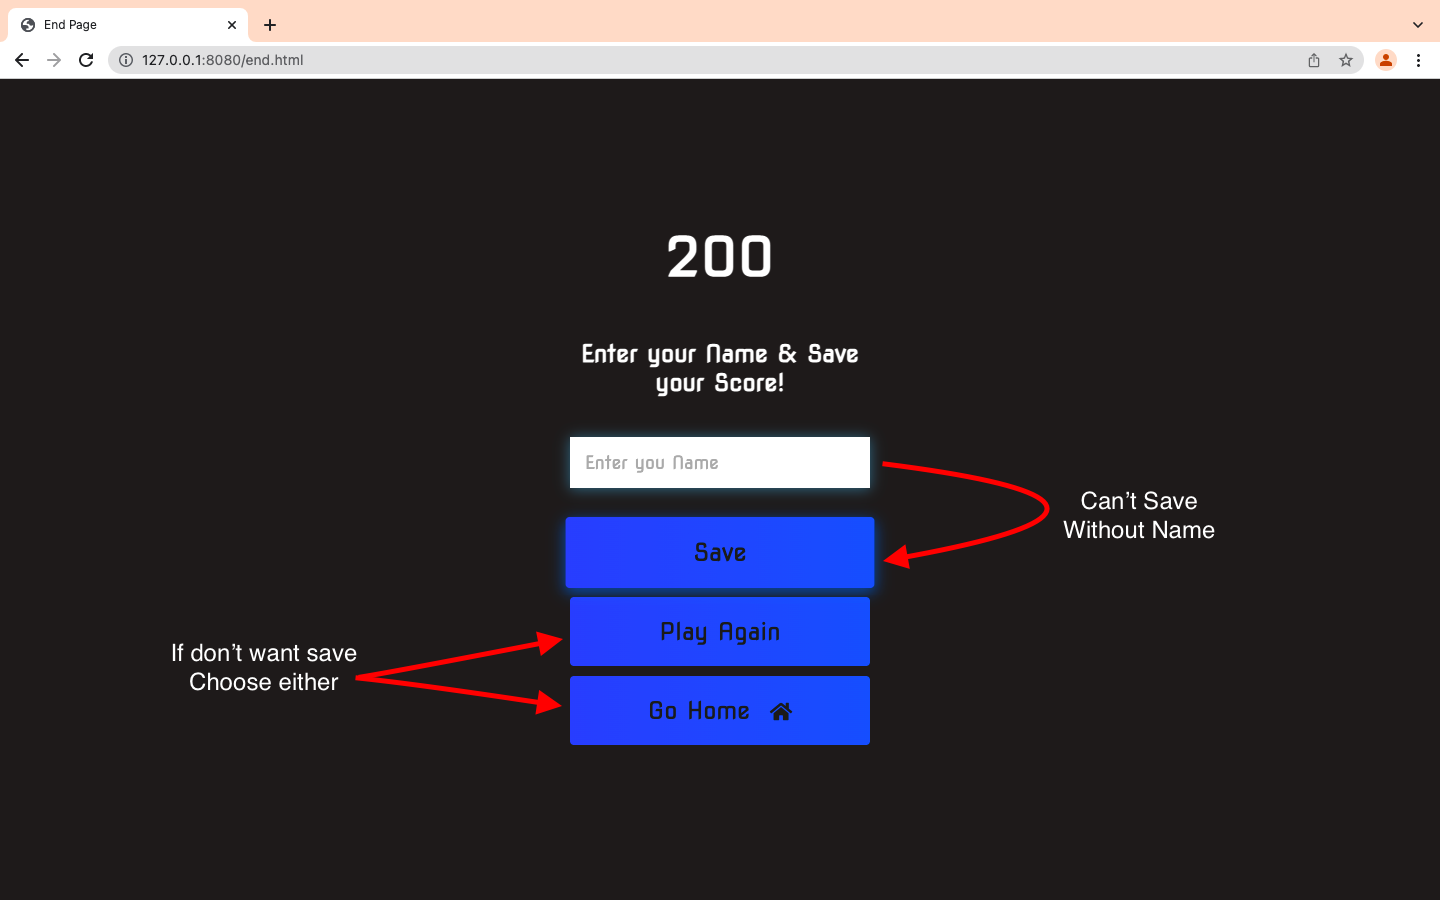 End Page
127.0.0.1:8080/end.html
200
Enter your Name & Save
your Score!
Enter you Name
Can't Save
Without Name
Save
Play Again
If don't want save
Choose either
Go Home